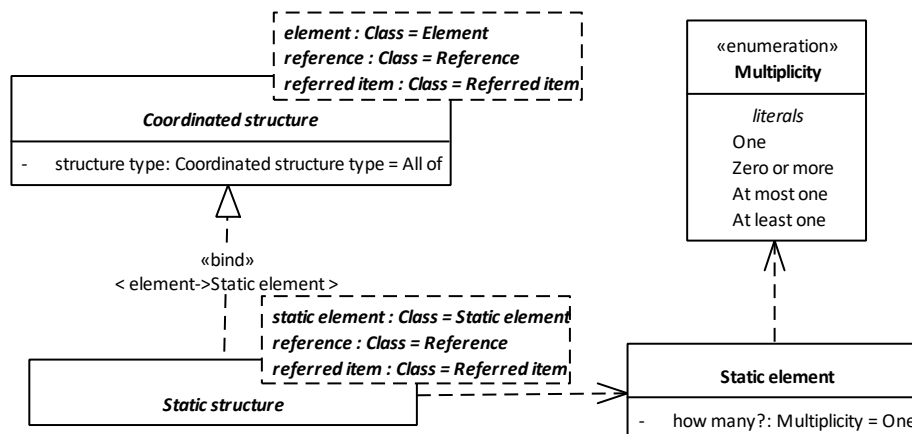 element : Class = Element
reference : Class = Reference
referred item : Class = Referred item
Coordinated structure
- structure type: Coordinated structure type = All of
«bind»
< element->Static element >
static element : Class = Static element
reference : Class = Reference
referred item : Class = Referred item
Static structure
«enumeration»
Multiplicity
literals
One
Zero or more
At most one
At least one
Static element
- how many?: Multiplicity = One